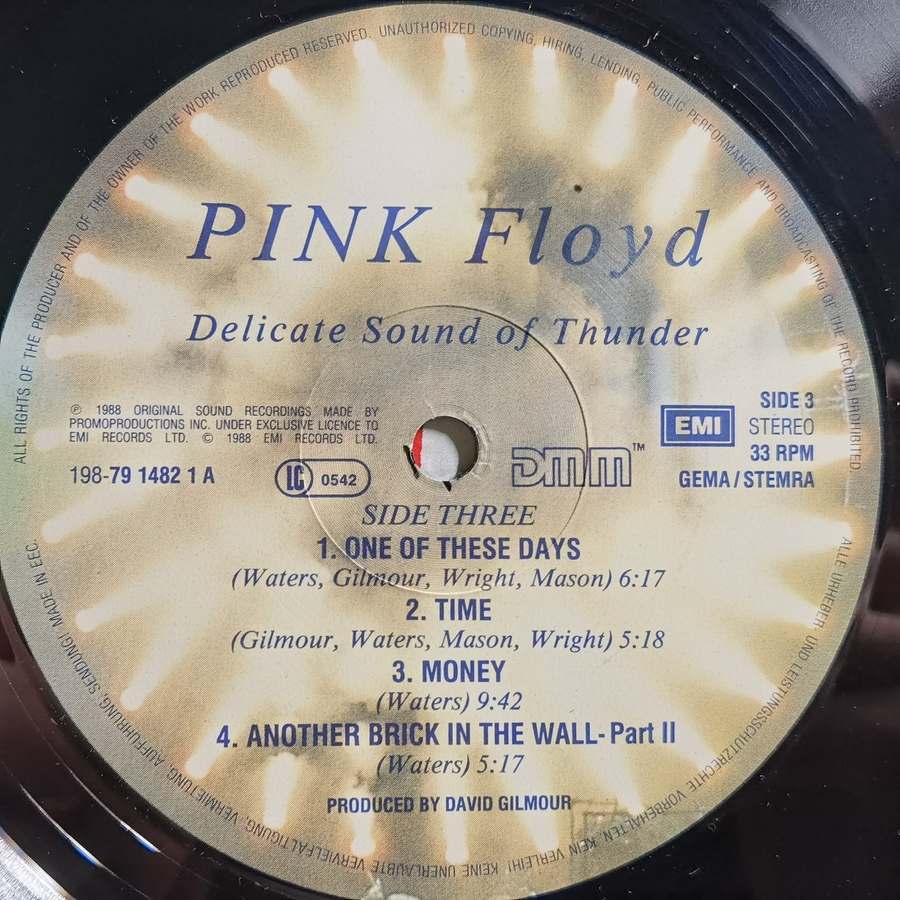 ALL RIGHTS OF THE PRODUCER AND OF THE OWNER OF THE WORK REPRODUCED RESERVED. UNAUTHORIZED COPYING, HIRING, LENDING, PUBLIC PERFORMANCE AND BROADCASTING OF THE RECORD PROHIBITED.
PINK Floyd
Delicate Sound of Thunder
℗ 1988 ORIGINAL SOUND RECORDINGS MADE BY
PROMOPRODUCTIONS INC. UNDER EXCLUSIVE LICENCE TO
EMI RECORDS LTD. © 1988 EMI RECORDS LTD.
198-79 1482 1 A
LC 0542
DMM™
EMI
SIDE 3
STEREO
33 RPM
GEMA/STEMRA
SIDE THREE
1. ONE OF THESE DAYS
(Waters, Gilmour, Wright, Mason) 6:17
2. TIME
(Gilmour, Waters, Mason, Wright) 5:18
3. MONEY
(Waters) 9:42
4. ANOTHER BRICK IN THE WALL-Part II
(Waters) 5:17
PRODUCED BY DAVID GILMOUR
ALLE URHEBER- UND LEISTUNGSSCHUTZRECHTE VORBEHALTEN. KEIN VERLEIH! KEINE UNERLAUBTE VERVIELFÄLTIGUNG, VERMIETUNG, AUFFÜHRUNG, SENDUNG! MADE IN EEC.